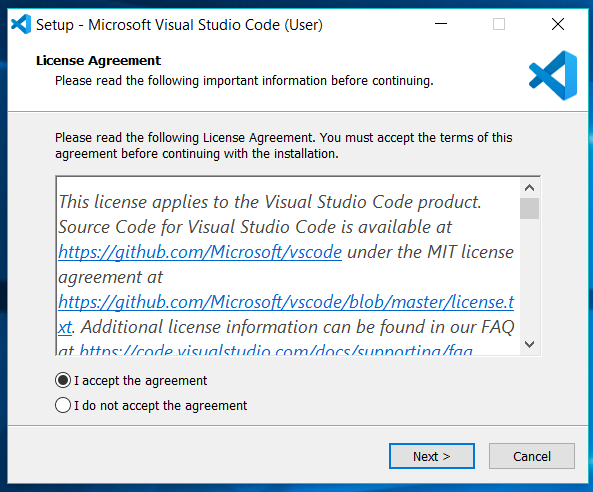 Setup - Microsoft Visual Studio Code (User)
License Agreement
Please read the following important information before continuing.
Please read the following License Agreement. You must accept the terms of this
agreement before continuing with the installation.
This license applies to the Visual Studio Code product.
Source Code for Visual Studio Code is available at
https://github.com/Microsoft/vscode under the MIT license
agreement at
https://github.com/Microsoft/vscode/blob/master/license.t
xt. Additional license information can be found in our FAQ
at https://code.visualstudio.com/docs/supporting/faq
I accept the agreement
I do not accept the agreement
Next >
Cancel